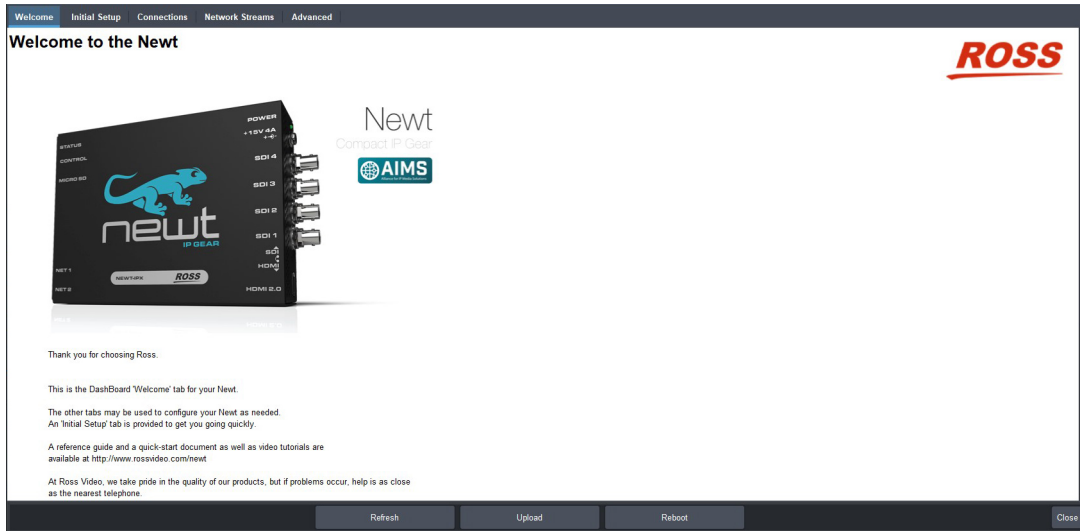 Welcome Initial Setup Connections Network Streams Advanced
Welcome to the Newt
ROSS
POWER
+15V 4A
STATUS
CONTROL
MICRO SD
SDI 4
SDI 3
SDI 2
SDI 1
SDI
HDMI
HDMI 2.0
newt
IP GEAR
NET 1
NET 2
NEWT-IPX ROSS
Newt
Compact IP Gear
AIMS
Thank you for choosing Ross.
This is the DashBoard 'Welcome' tab for your Newt.
The other tabs may be used to configure your Newt as needed.
An 'Initial Setup' tab is provided to get you going quickly.
A reference guide and a quick-start document as well as video tutorials are
available at http://www.rossvideo.com/newt
At Ross Video, we take pride in the quality of our products, but if problems occur, help is as close
as the nearest telephone.
Refresh Upload Reboot Close